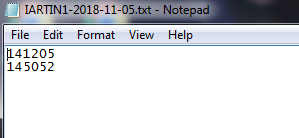 IARTIN1-2018-11-05.txt - Notepad
File Edit Format View Help
141205
145052